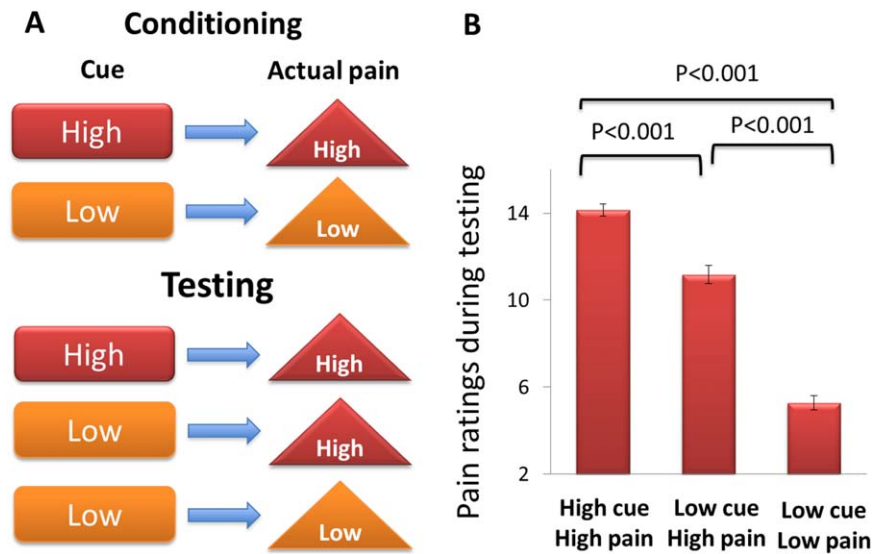 A
Conditioning
Cue
Actual pain
High
High
Low
Low
Testing
High
High
Low
High
Low
Low
B
P<0.001
P<0.001
P<0.001
Pain ratings during testing
14
10
6
2
High cue
High pain
Low cue
High pain
Low cue
Low pain